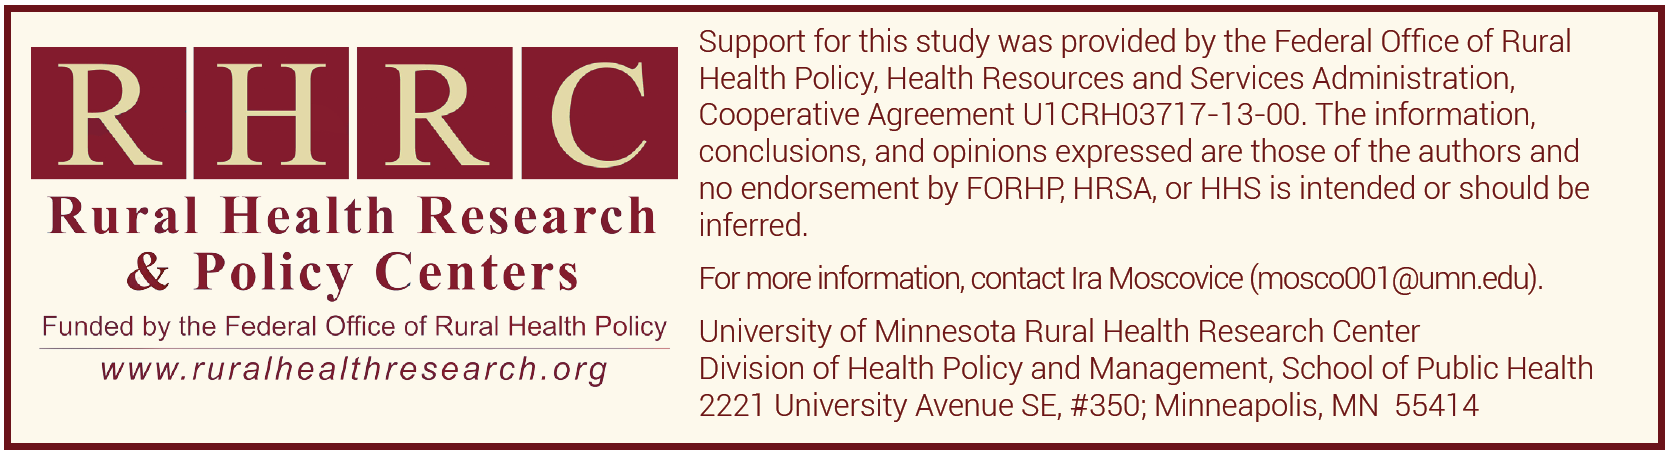 RHRC
Rural Health Research
& Policy Centers
Funded by the Federal Office of Rural Health Policy
www.ruralhealthresearch.org
Support for this study was provided by the Federal Office of Rural
Health Policy, Health Resources and Services Administration,
Cooperative Agreement U1CRH03717-13-00. The information,
conclusions, and opinions expressed are those of the authors and
no endorsement by FORHP, HRSA, or HHS is intended or should be
inferred.
For more information, contact Ira Moscovice (mosco001@umn.edu).
University of Minnesota Rural Health Research Center
Division of Health Policy and Management, School of Public Health
2221 University Avenue SE, #350; Minneapolis, MN  55414